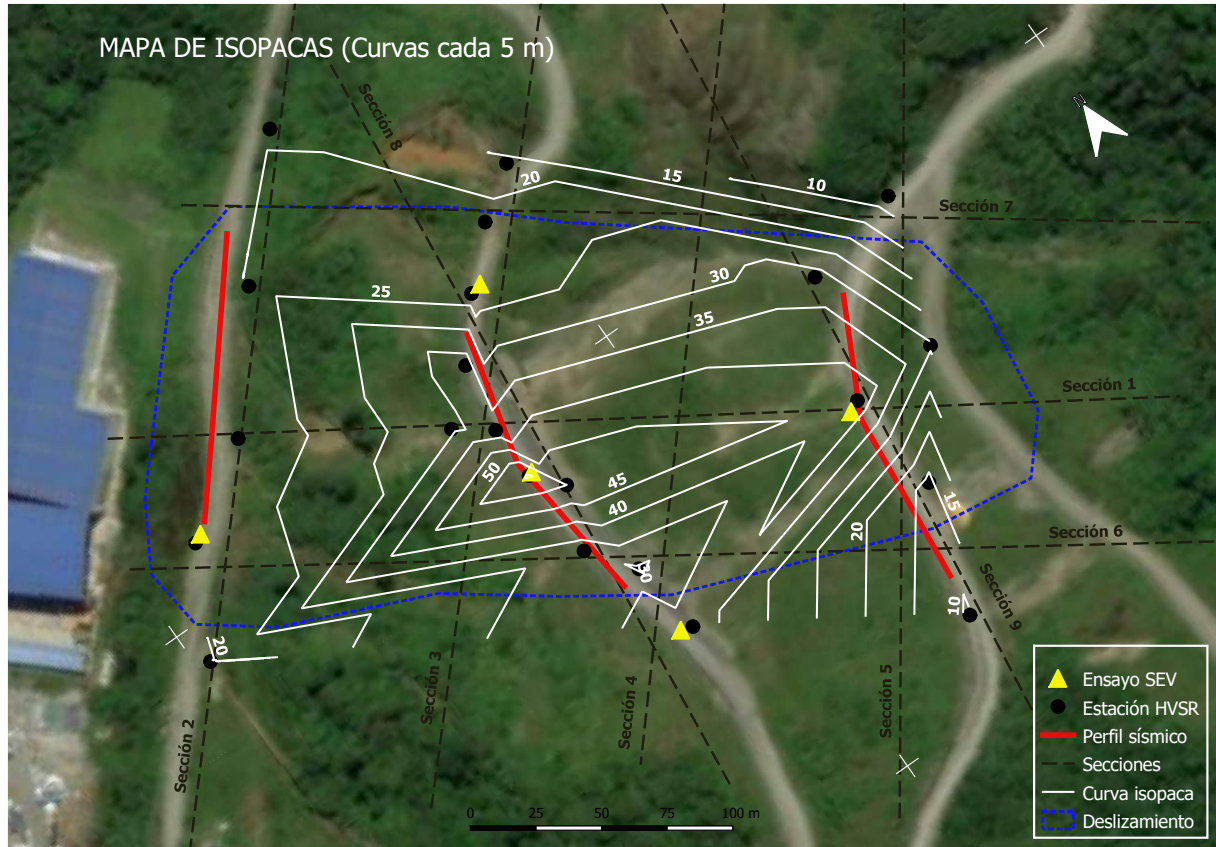 MAPA DE ISOPACAS (Curvas cada 5 m)
N
Sección 8
20
15
10
Sección 7
25
30
35
Sección 1
50
45
40
15
20
Sección 6
30
10
Sección 9
20
Sección 3
Sección 4
Sección 5
Sección 2
0 25 50 75 100 m
Ensayo SEV
Estación HVSR
Perfil sísmico
Secciones
Curva isopaca
Deslizamiento